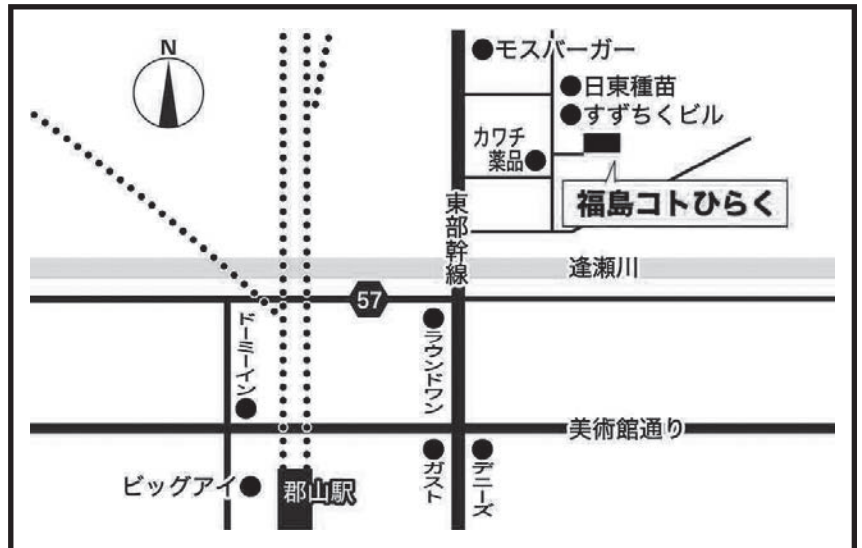 N
モスバーガー
日東種苗
すずちくビル
カワチ
薬品
福島コトひらく
東部幹線
逢瀬川
57
ドーミーイン
ラウンドワン
美術館通り
ビッグアイ
郡山駅
ガスト
デニーズ